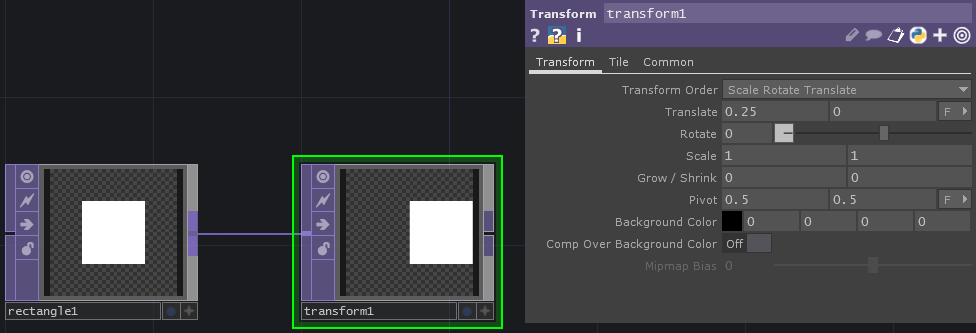 Transform transform1
? ? i
Transform Tile Common
Transform Order Scale Rotate Translate
Translate 0.25 0 F
Rotate 0
Scale 1 1
Grow / Shrink 0 0
Pivot 0.5 0.5 F
Background Color 0 0 0 0
Comp Over Background Color Off
Mipmap Bias 0
rectangle1
transform1